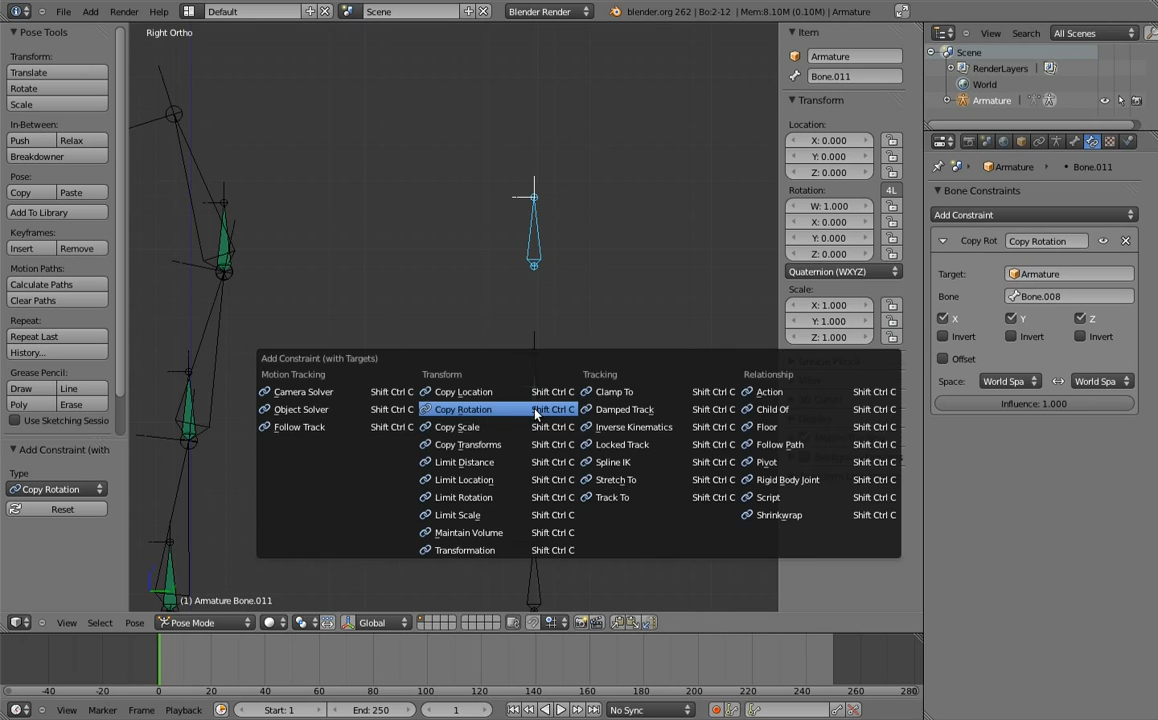 File Add Render Help Default Scene Blender Render blender.org 262 | Bo:2-12 | Mem:8.10M (0.10M) | Armature
Pose Tools
Transform:
Translate
Rotate
Scale
In-Between:
Push Relax
Breakdowner
Pose:
Copy Paste
Add To Library
Keyframes:
Insert Remove
Motion Paths:
Calculate Paths
Clear Paths
Repeat:
Repeat Last
History...
Grease Pencil:
Draw Line
Poly Erase
Use Sketching Sessio
Add Constraint (with
Type
Copy Rotation
Reset
Right Ortho
(1) Armature Bone.011
Add Constraint (with Targets)
Motion Tracking
Camera Solver Shift Ctrl C
Object Solver Shift Ctrl C
Follow Track Shift Ctrl C
Transform
Copy Location Shift Ctrl C
Copy Rotation Shift Ctrl C
Copy Scale Shift Ctrl C
Copy Transforms Shift Ctrl C
Limit Distance Shift Ctrl C
Limit Location Shift Ctrl C
Limit Rotation Shift Ctrl C
Limit Scale Shift Ctrl C
Maintain Volume Shift Ctrl C
Transformation Shift Ctrl C
Tracking
Clamp To Shift Ctrl C
Damped Track Shift Ctrl C
Inverse Kinematics Shift Ctrl C
Locked Track Shift Ctrl C
Spline IK Shift Ctrl C
Stretch To Shift Ctrl C
Track To Shift Ctrl C
Relationship
Action Shift Ctrl C
Child Of Shift Ctrl C
Floor Shift Ctrl C
Follow Path Shift Ctrl C
Pivot Shift Ctrl C
Rigid Body Joint Shift Ctrl C
Script Shift Ctrl C
Shrinkwrap Shift Ctrl C
Item
Armature
Bone.011
Transform
Location:
X: 0.000
Y: 0.000
Z: 0.000
Rotation: 4L
W: 1.000
X: 0.000
Y: 0.000
Z: 0.000
Quaternion (WXYZ)
Scale:
X: 1.000
Y: 1.000
Z: 1.000
View Search All Scenes
Scene
RenderLayers
World
Armature
Armature Bone.011
Bone Constraints
Add Constraint
Copy Rot Copy Rotation
Target: Armature
Bone Bone.008
X Y Z
Invert Invert Invert
Offset
Space: World Spa World Spa
Influence: 1.000
View Select Pose Pose Mode Global
-40 -20 0 20 40 60 80 100 120 140 160 180 200 220 240 260 280
View Marker Frame Playback Start: 1 End: 250 1 No Sync